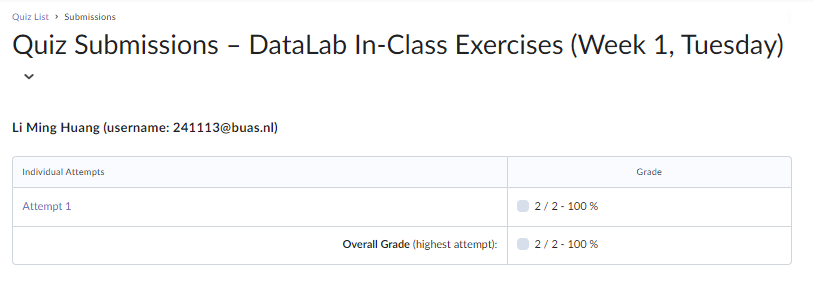 Quiz List > Submissions
Quiz Submissions – DataLab In-Class Exercises (Week 1, Tuesday)
Li Ming Huang (username: 241113@buas.nl)
Individual Attempts Grade
Attempt 1 2 / 2 - 100 %
Overall Grade (highest attempt): 2 / 2 - 100 %